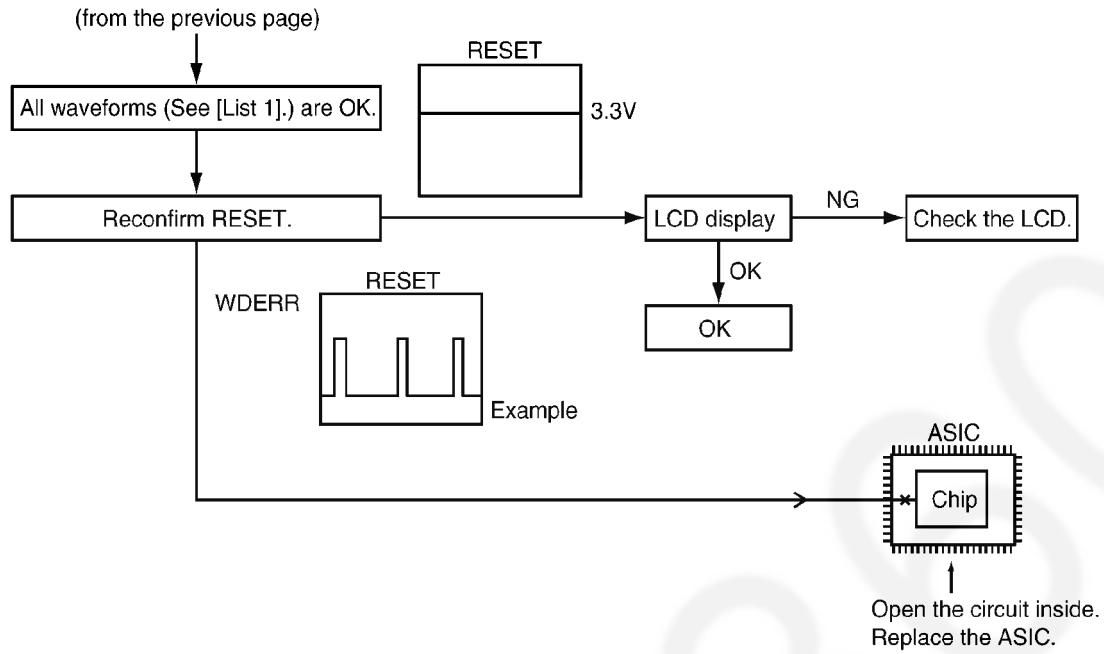 (from the previous page)
RESET
All waveforms (See [List 1].) are OK.
3.3V
Reconfirm RESET.
LCD display
NG
Check the LCD.
OK
OK
WDERR
RESET
Example
ASIC
Chip
Open the circuit inside.
Replace the ASIC.